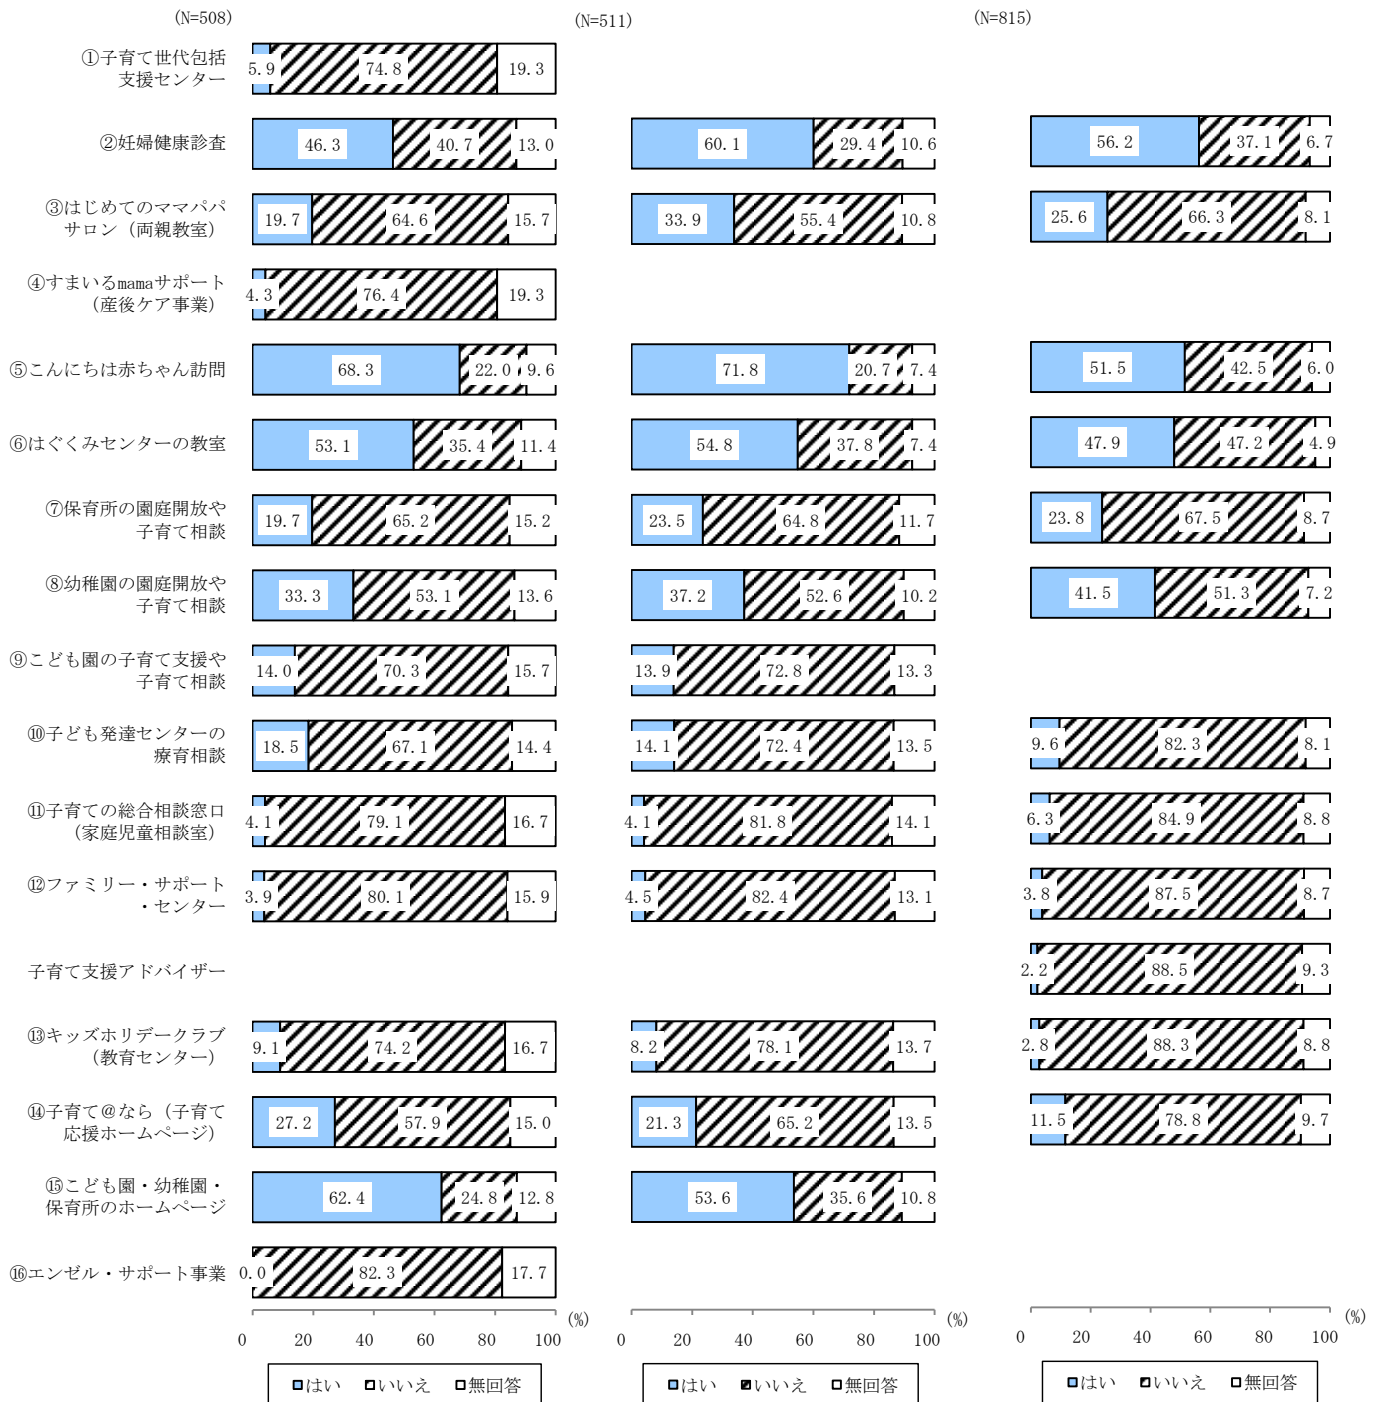 (N=508)
(N=511)
(N=815)
①子育て世代包括
支援センター
5.9 74.8 19.3
②妊婦健康診査
46.3 40.7 13.0
60.1 29.4 10.6
56.2 37.1 6.7
③はじめてのママパパ
サロン（両親教室）
19.7 64.6 15.7
33.9 55.4 10.8
25.6 66.3 8.1
④すまいるmamaサポート
（産後ケア事業）
4.3 76.4 19.3
⑤こんにちは赤ちゃん訪問
68.3 22.0 9.6
71.8 20.7 7.4
51.5 42.5 6.0
⑥はぐくみセンターの教室
53.1 35.4 11.4
54.8 37.8 7.4
47.9 47.2 4.9
⑦保育所の園庭開放や
子育て相談
19.7 65.2 15.2
23.5 64.8 11.7
23.8 67.5 8.7
⑧幼稚園の園庭開放や
子育て相談
33.3 53.1 13.6
37.2 52.6 10.2
41.5 51.3 7.2
⑨こども園の子育て支援や
子育て相談
14.0 70.3 15.7
13.9 72.8 13.3
⑩子ども発達センターの
療育相談
18.5 67.1 14.4
14.1 72.4 13.5
9.6 82.3 8.1
⑪子育ての総合相談窓口
（家庭児童相談室）
4.1 79.1 16.7
4.1 81.8 14.1
6.3 84.9 8.8
⑫ファミリー・サポート
・センター
3.9 80.1 15.9
4.5 82.4 13.1
3.8 87.5 8.7
子育て支援アドバイザー
2.2 88.5 9.3
⑬キッズホリデークラブ
（教育センター）
9.1 74.2 16.7
8.2 78.1 13.7
2.8 88.3 8.8
⑭子育て＠なら（子育て
応援ホームページ）
27.2 57.9 15.0
21.3 65.2 13.5
11.5 78.8 9.7
⑮こども園・幼稚園・
保育所のホームページ
62.4 24.8 12.8
53.6 35.6 10.8
⑯エンゼル・サポート事業
0.0 82.3 17.7
0 20 40 60 80 100 (%)
0 20 40 60 80 100 (%)
0 20 40 60 80 100 (%)
はい いいえ 無回答
はい いいえ 無回答
はい いいえ 無回答